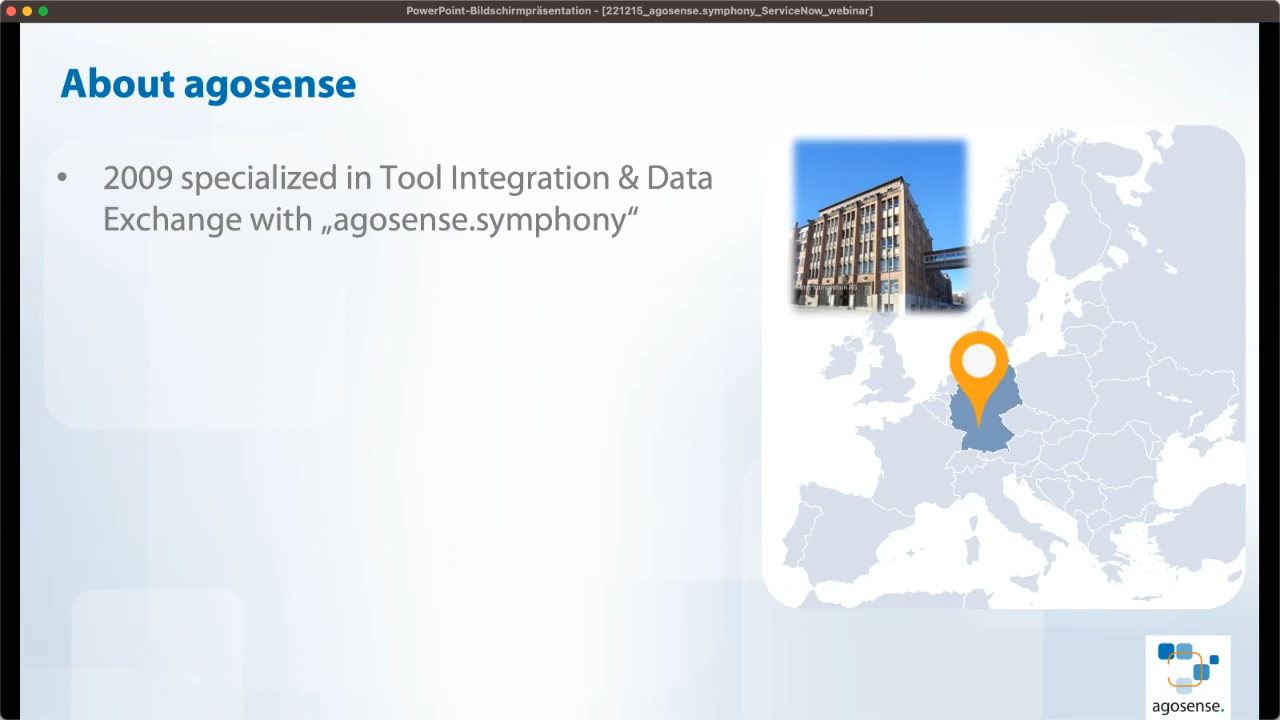 PowerPoint-Bildschirmpräsentation - [221215_agosense.symphony_ServiceNow_webinar]
About agosense
• 2009 specialized in Tool Integration & Data
Exchange with „agosense.symphony“
agosense.